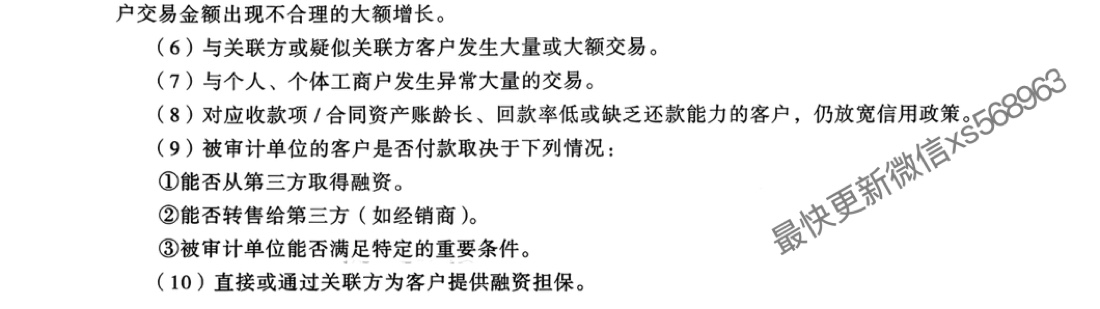 户交易金额出现不合理的大额增长。
（6）与关联方或疑似关联方客户发生大量或大额交易。
（7）与个人、个体工商户发生异常大量的交易。
（8）对应收款项/合同资产账龄长、回款率低或缺乏还款能力的客户，仍放宽信用政策。
（9）被审计单位的客户是否付款取决于下列情况：
①能否从第三方取得融资。
②能否转售给第三方（如经销商）。
③被审计单位能否满足特定的重要条件。
（10）直接或通过关联方为客户提供融资担保。
最快更新微信xs568963